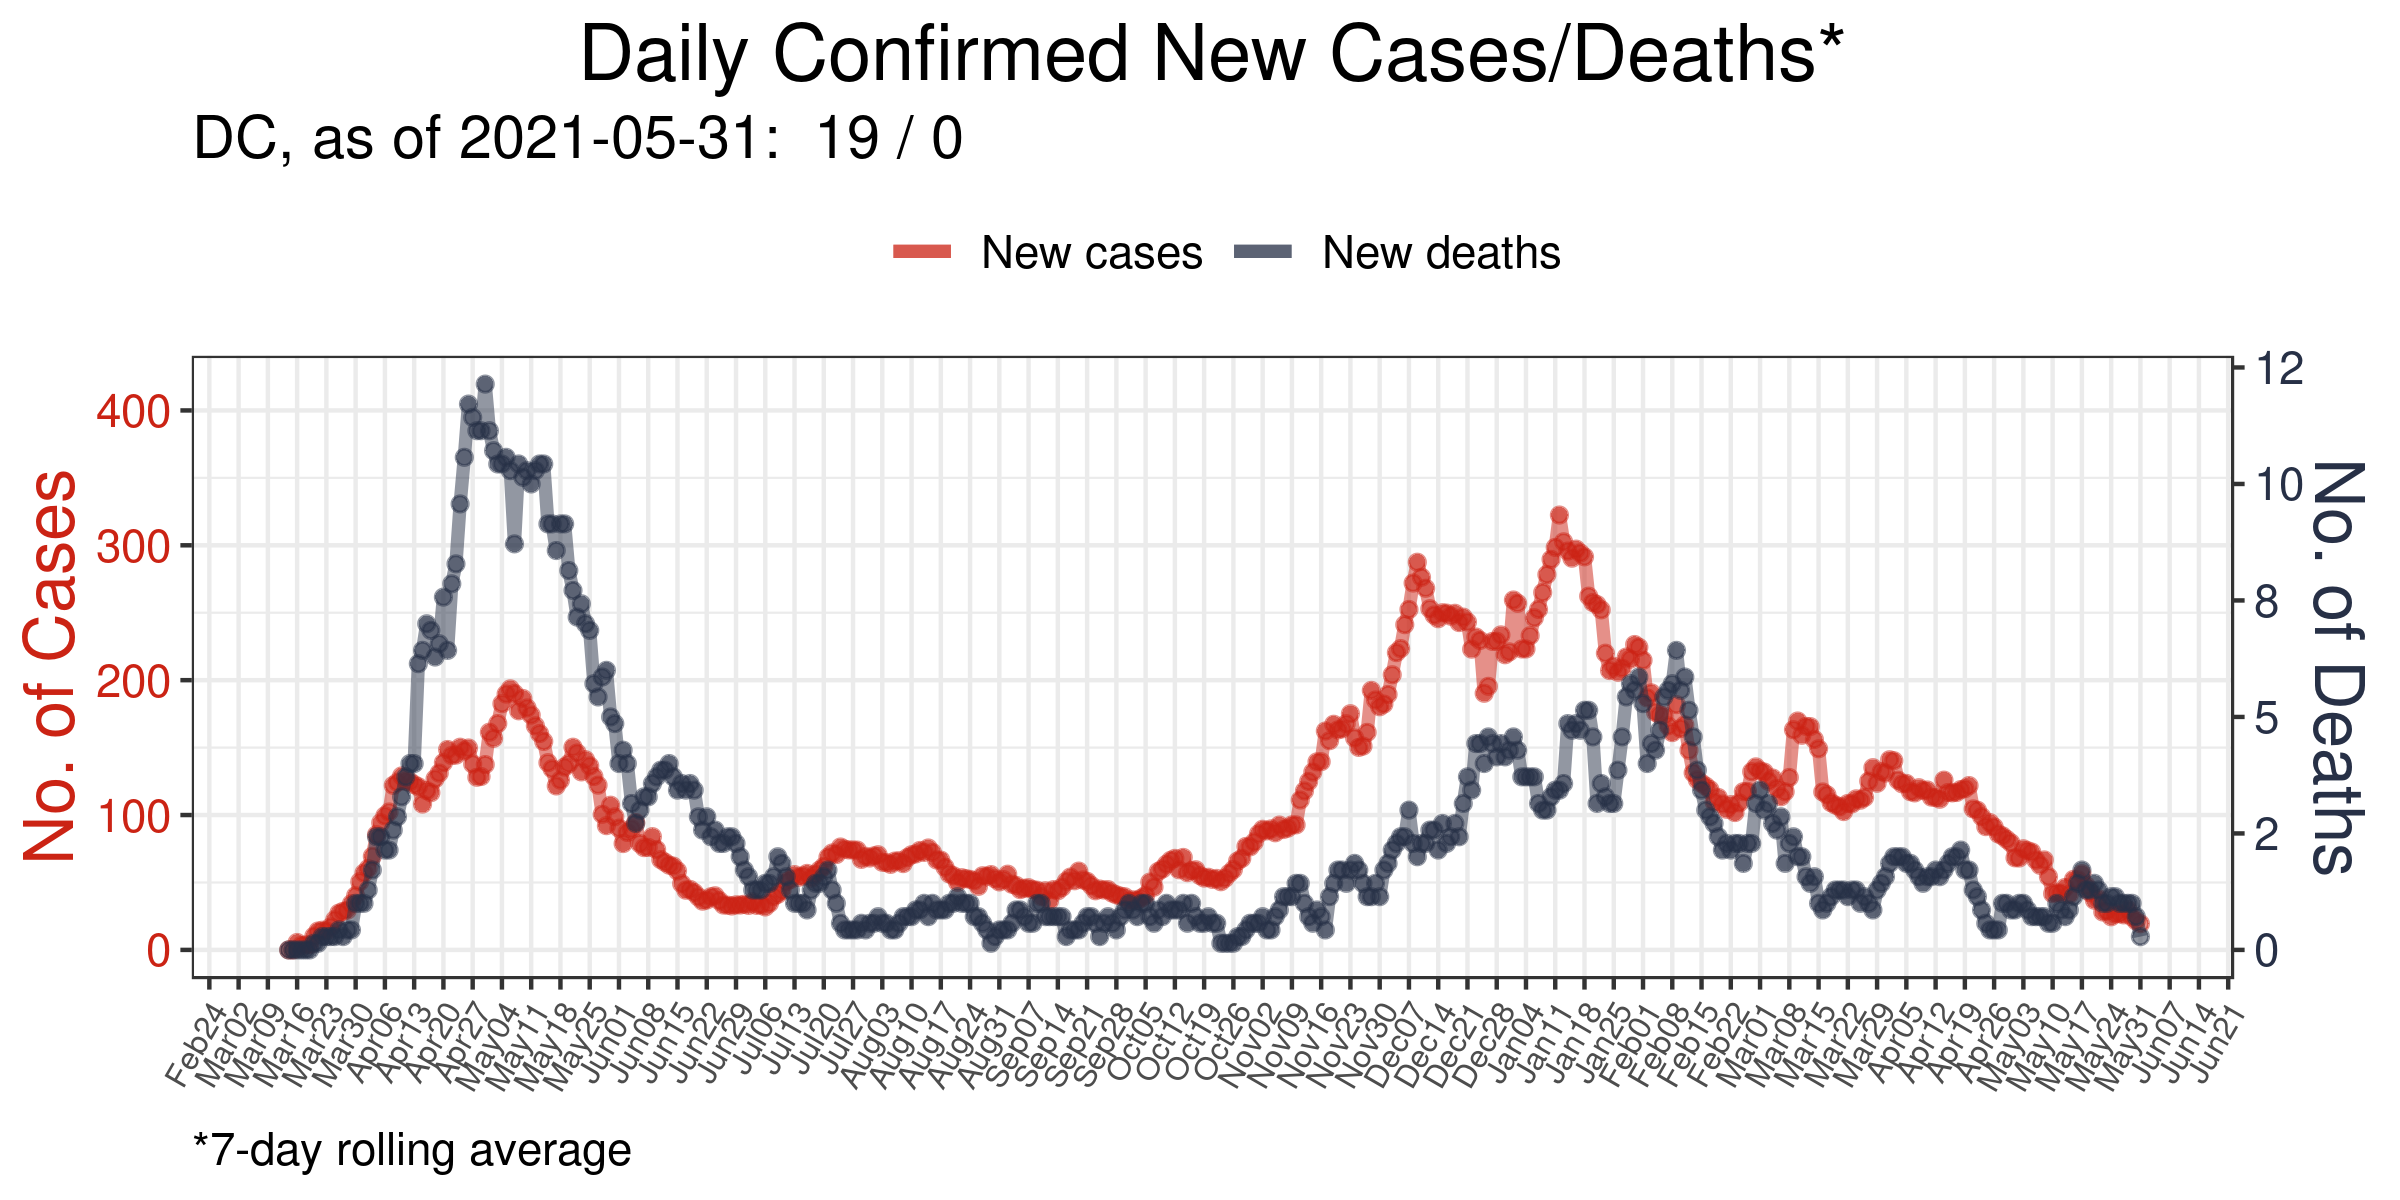 Daily Confirmed New Cases/Deaths*
DC, as of 2021-05-31:  19 / 0
New cases
New deaths
No. of Cases
400
300
200
100
0
12
10
8
5
2
0
No. of Deaths
Feb24
Mar02
Mar09
Mar16
Mar23
Mar30
Apr06
Apr13
Apr20
Apr27
May04
May11
May18
May25
Jun01
Jun08
Jun15
Jun22
Jun29
Jul06
Jul13
Jul20
Jul27
Aug03
Aug10
Aug17
Aug24
Aug31
Sep07
Sep14
Sep21
Sep28
Oct05
Oct12
Oct19
Oct26
Nov02
Nov09
Nov16
Nov23
Nov30
Dec07
Dec14
Dec21
Dec28
Jan04
Jan11
Jan18
Jan25
Feb01
Feb08
Feb15
Feb22
Mar01
Mar08
Mar15
Mar22
Mar29
Apr05
Apr12
Apr19
Apr26
May03
May10
May17
May24
May31
Jun07
Jun14
Jun21
*7-day rolling average